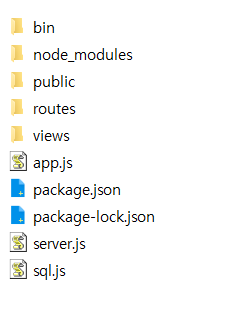 bin
node_modules
public
routes
views
app.js
package.json
package-lock.json
server.js
sql.js